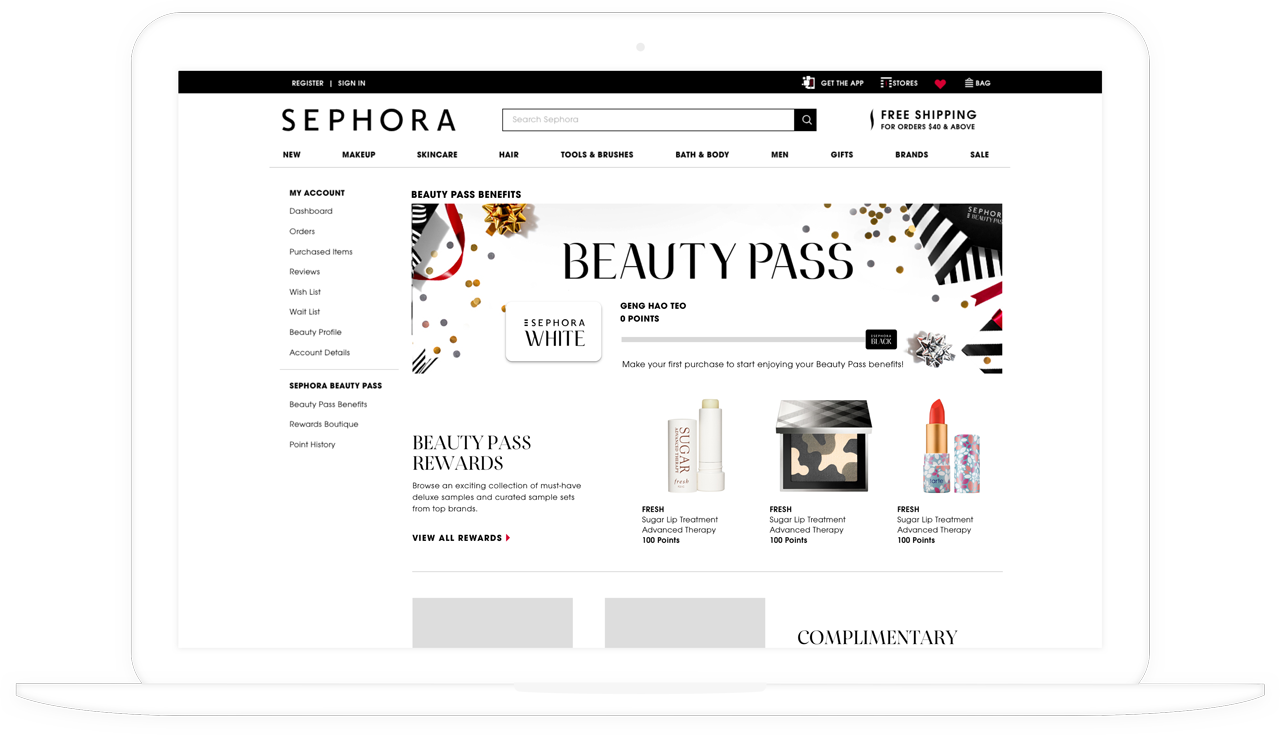 REGISTER | SIGN IN
GET THE APP
STORES
BAG
SEPHORA
Search Sephora
FREE SHIPPING
FOR ORDERS $40 & ABOVE
NEW MAKEUP SKINCARE HAIR TOOLS & BRUSHES BATH & BODY MEN GIFTS BRANDS SALE
MY ACCOUNT
Dashboard
Orders
Purchased Items
Reviews
Wish List
Wait List
Beauty Profile
Account Details
SEPHORA BEAUTY PASS
Beauty Pass Benefits
Rewards Boutique
Point History
BEAUTY PASS BENEFITS
SEPHORA
BEAUTY PASS
BEAUTY PASS
SEPHORA
WHITE
GENG HAO TEO
0 POINTS
SEPHORA
BLACK
Make your first purchase to start enjoying your Beauty Pass benefits!
BEAUTY PASS
REWARDS
Browse an exciting collection of must-have
deluxe samples and curated sample sets
from top brands.
VIEW ALL REWARDS
SUGAR
ADVANCED THERAPY
fresh
tarte
FRESH
Sugar Lip Treatment
Advanced Therapy
100 Points
FRESH
Sugar Lip Treatment
Advanced Therapy
100 Points
FRESH
Sugar Lip Treatment
Advanced Therapy
100 Points
COMPLIMENTARY